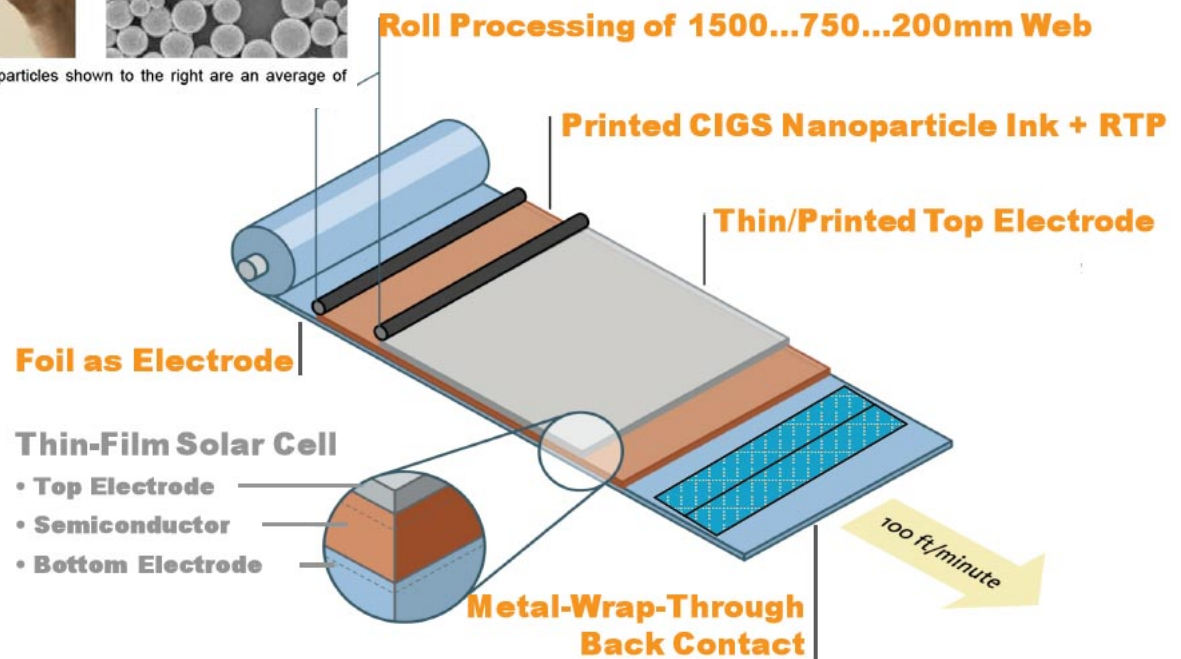 Roll Processing of 1500...750...200mm Web
particles shown to the right are an average of
Printed CIGS Nanoparticle Ink + RTP
Thin/Printed Top Electrode
Foil as Electrode
Thin-Film Solar Cell
• Top Electrode
• Semiconductor
• Bottom Electrode
100 ft/minute
Metal-Wrap-Through
Back Contact